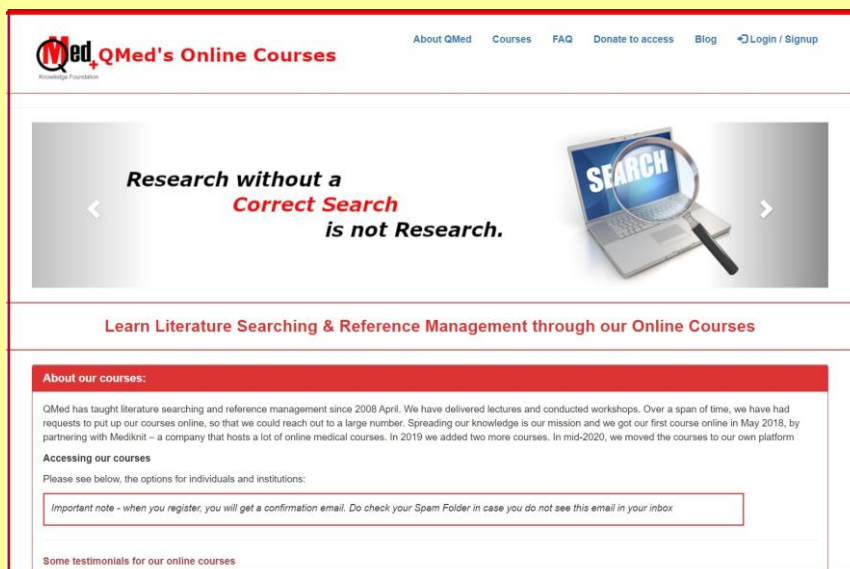 QMed
Knowledge Foundation
QMed's Online Courses
About QMed Courses FAQ Donate to access Blog Login / Signup
Research without a
Correct Search
is not Research.
SEARCH
Learn Literature Searching & Reference Management through our Online Courses
About our courses:
QMed has taught literature searching and reference management since 2008 April. We have delivered lectures and conducted workshops. Over a span of time, we have had
requests to put up our courses online, so that we could reach out to a large number. Spreading our knowledge is our mission and we got our first course online in May 2018, by
partnering with Mediknit – a company that hosts a lot of online medical courses. In 2019 we added two more courses. In mid-2020, we moved the courses to our own platform
Accessing our courses
Please see below, the options for individuals and institutions:
Important note - when you register, you will get a confirmation email. Do check your Spam Folder in case you do not see this email in your inbox
Some testimonials for our online courses